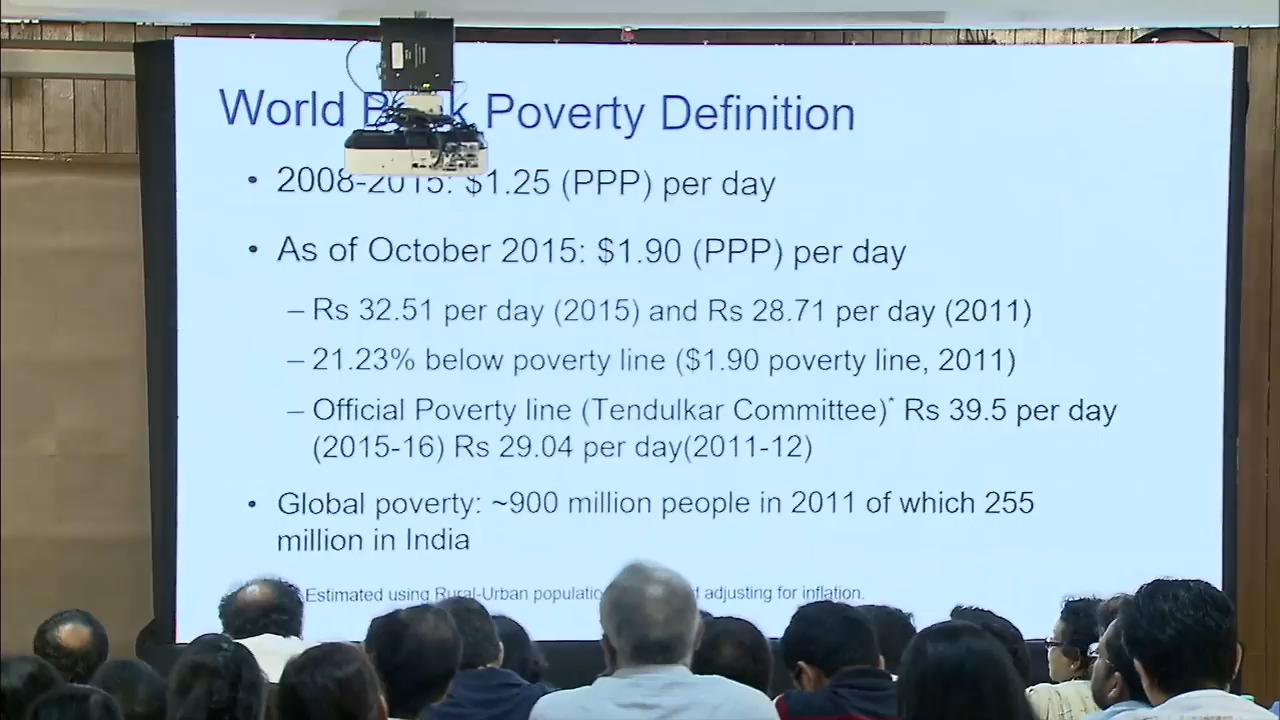 World Poverty Definition
• 2008-2015: $1.25 (PPP) per day
• As of October 2015: $1.90 (PPP) per day
– Rs 32.51 per day (2015) and Rs 28.71 per day (2011)
– 21.23% below poverty line ($1.90 poverty line, 2011)
– Official Poverty line (Tendulkar Committee)* Rs 39.5 per day
(2015-16) Rs 29.04 per day(2011-12)
• Global poverty: ~900 million people in 2011 of which 255
million in India
Estimated using Rural-Urban adjusting for inflation.